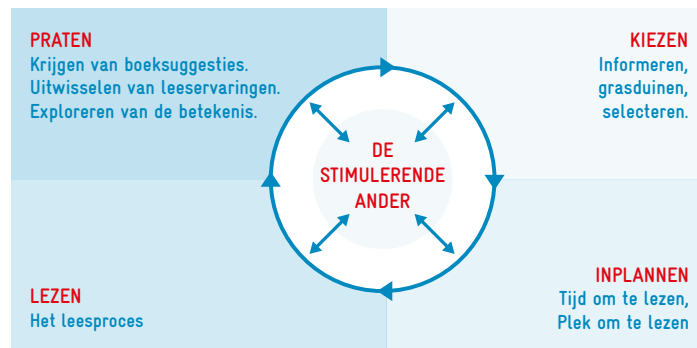 PRATEN
Krijgen van boeksuggesties.
Uitwisselen van leeservaringen.
Exploreren van de betekenis.
KIEZEN
Informeren,
grasduinen,
selecteren.
DE
STIMULERENDE
ANDER
LEZEN
Het leesproces
INPLANNEN
Tijd om te lezen,
Plek om te lezen